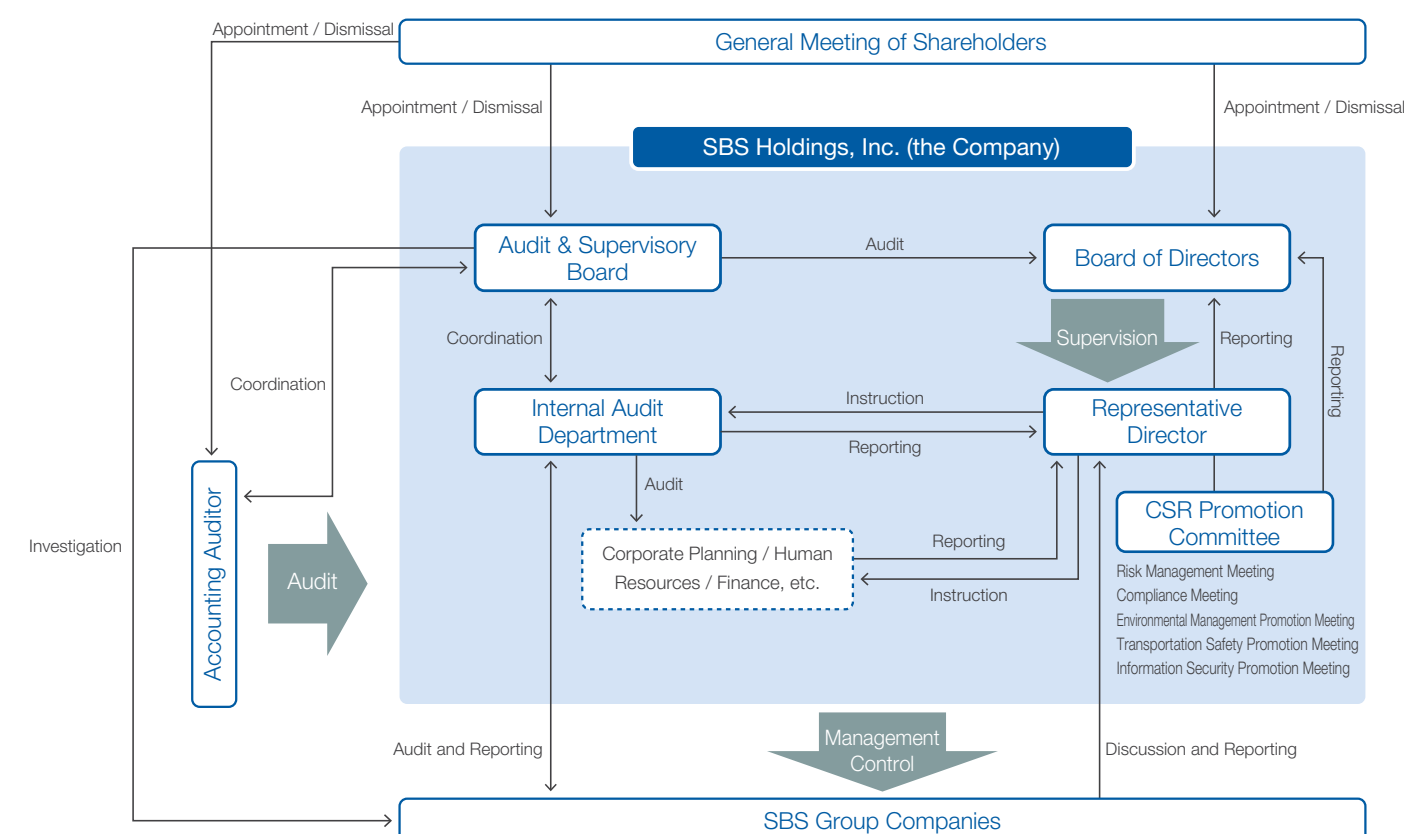 Appointment / Dismissal
General Meeting of Shareholders
Appointment / Dismissal
Appointment / Dismissal
SBS Holdings, Inc. (the Company)
Audit & Supervisory
Board
Audit
Board of Directors
Coordination
Supervision
Reporting
Reporting
Coordination
Internal Audit
Department
Instruction
Reporting
Representative
Director
Audit
Accounting Auditor
Investigation
Audit
Corporate Planning / Human
Resources / Finance, etc.
Reporting
Instruction
CSR Promotion
Committee
Risk Management Meeting
Compliance Meeting
Environmental Management Promotion Meeting
Transportation Safety Promotion Meeting
Information Security Promotion Meeting
Audit and Reporting
Management
Control
Discussion and Reporting
SBS Group Companies